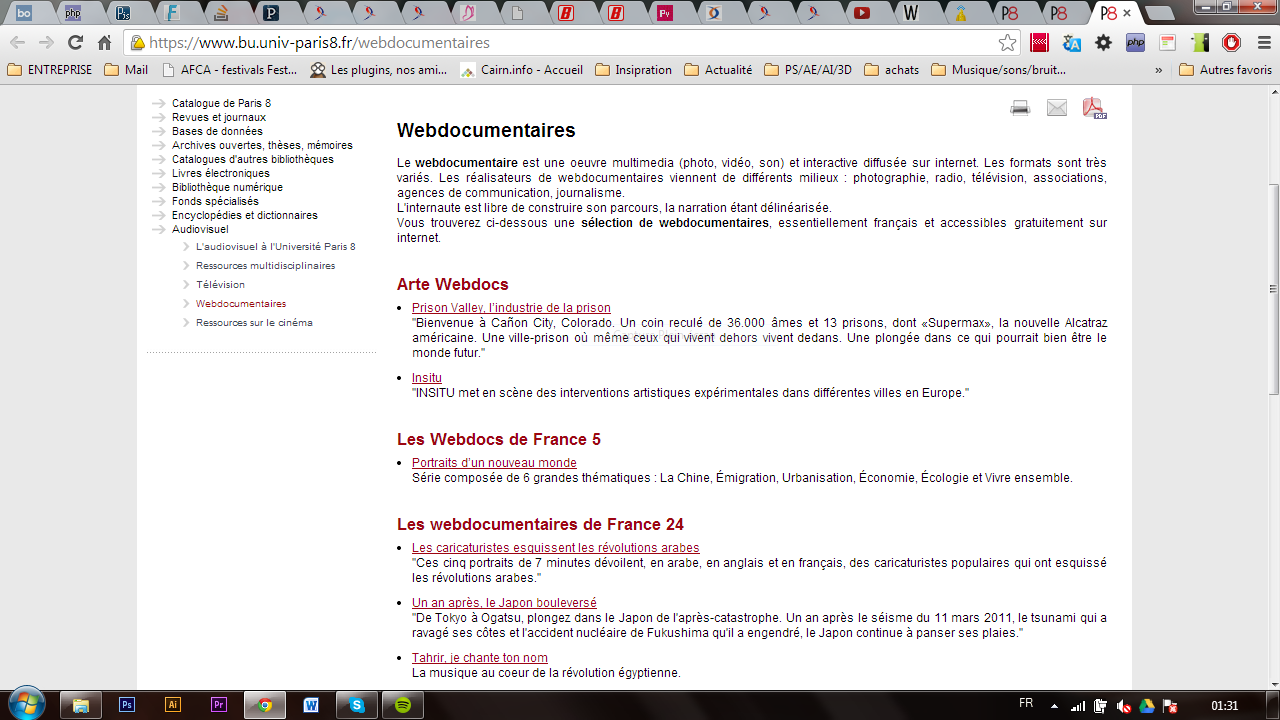 bo
php
Ps
F
P
B
B
Py
W
P8
P8
P8
https://www.bu.univ-paris8.fr/webdocumentaires
php
ENTREPRISE
Mail
AFCA - festivals Fest...
Les plugins, nos ami...
Cairn.info - Accueil
Insipration
Actualité
PS/AE/AI/3D
achats
Musique/sons/bruit...
»
Autres favoris
Catalogue de Paris 8
Revues et journaux
Bases de données
Archives ouvertes, thèses, mémoires
Catalogues d'autres bibliothèques
Livres électroniques
Bibliothèque numérique
Fonds spécialisés
Encyclopédies et dictionnaires
Audiovisuel
L'audiovisuel à l'Université Paris 8
Ressources multidisciplinaires
Télévision
Webdocumentaires
Ressources sur le cinéma
PDF
Webdocumentaires
Le webdocumentaire est une oeuvre multimedia (photo, vidéo, son) et interactive diffusée sur internet. Les formats sont très
variés. Les réalisateurs de webdocumentaires viennent de différents milieux : photographie, radio, télévision, associations,
agences de communication, journalisme.
L'internaute est libre de construire son parcours, la narration étant délinéarisée.
Vous trouverez ci-dessous une sélection de webdocumentaires, essentiellement français et accessibles gratuitement sur
internet.
Arte Webdocs
Prison Valley, l'industrie de la prison
"Bienvenue à Cañon City, Colorado. Un coin reculé de 36.000 âmes et 13 prisons, dont «Supermax», la nouvelle Alcatraz
américaine. Une ville-prison où même ceux qui vivent dehors vivent dedans. Une plongée dans ce qui pourrait bien être le
monde futur."
Insitu
"INSITU met en scène des interventions artistiques expérimentales dans différentes villes en Europe."
Les Webdocs de France 5
Portraits d'un nouveau monde
Série composée de 6 grandes thématiques : La Chine, Émigration, Urbanisation, Économie, Écologie et Vivre ensemble.
Les webdocumentaires de France 24
Les caricaturistes esquissent les révolutions arabes
"Ces cinq portraits de 7 minutes dévoilent, en arabe, en anglais et en français, des caricaturistes populaires qui ont esquissé
les révolutions arabes."
Un an après, le Japon bouleversé
"De Tokyo à Ogatsu, plongez dans le Japon de l'après-catastrophe. Un an après le séisme du 11 mars 2011, le tsunami qui a
ravagé ses côtes et l'accident nucléaire de Fukushima qu'il a engendré, le Japon continue à panser ses plaies."
Tahrir, je chante ton nom
La musique au coeur de la révolution égyptienne.
Ps
Ai
Pr
W
S
FR
01:31